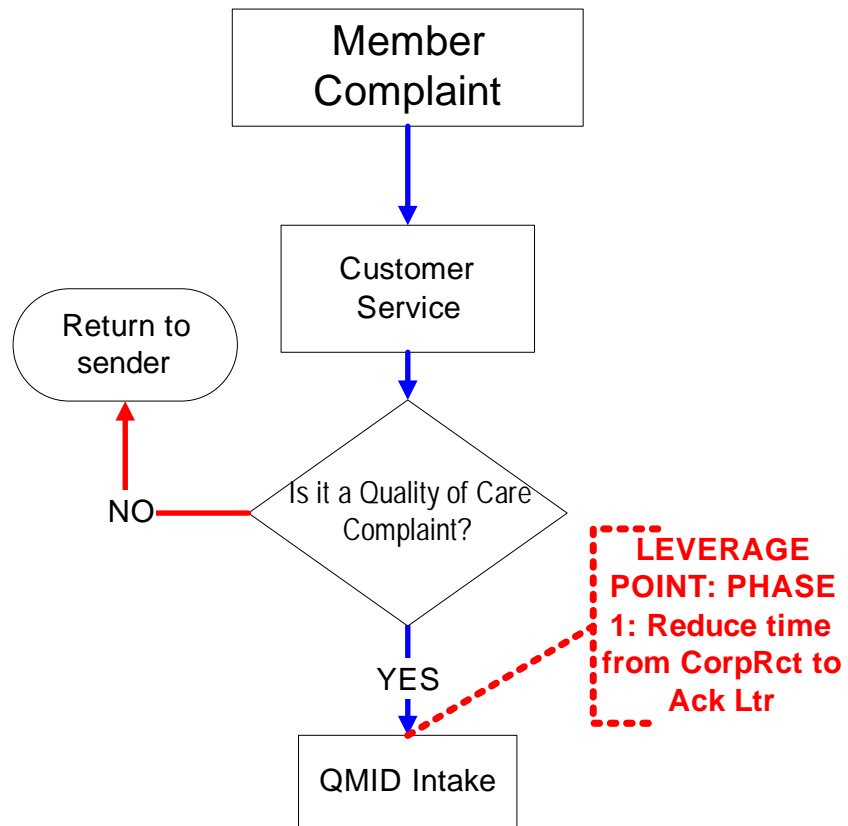 Member
Complaint
Customer
Service
Return to
sender
Is it a Quality of Care
Complaint?
NO
LEVERAGE
POINT: PHASE
1: Reduce time
from CorpRct to
Ack Ltr
YES
QMID Intake